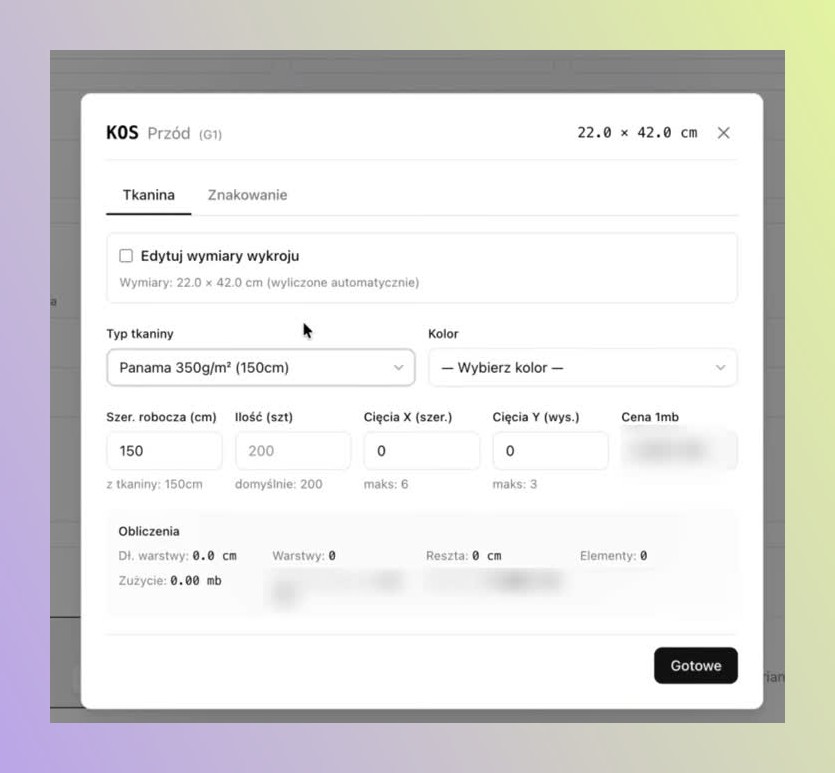 KOS Przód (G1) 22.0 × 42.0 cm
Tkanina Znakowanie
Edytuj wymiary wykroju
Wymiary: 22.0 × 42.0 cm (wyliczone automatycznie)
a
Typ tkaniny Kolor
Panama 350g/m² (150cm) — Wybierz kolor —
Szer. robocza (cm) Ilość (szt) Cięcia X (szer.) Cięcia Y (wys.) Cena 1mb
150 200 0 0
z tkaniny: 150cm domyślnie: 200 maks: 6 maks: 3
Obliczenia
Dł. warstwy: 0.0 cm Warstwy: 0 Reszta: 0 cm Elementy: 0
Zużycie: 0.00 mb
Gotowe
rian